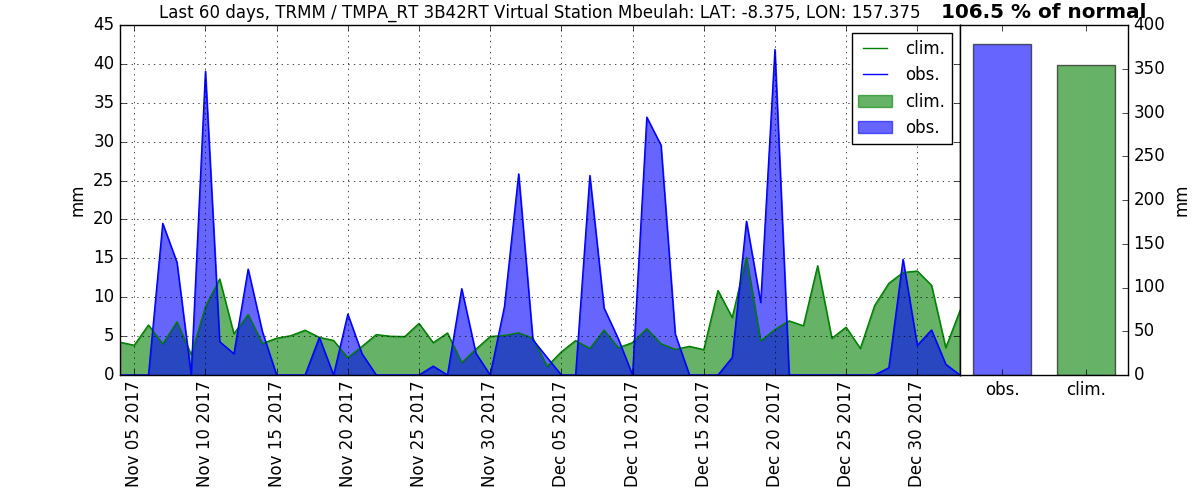 Last 60 days, TRMM / TMPA_RT 3B42RT Virtual Station Mbeulah: LAT: -8.375, LON: 157.375
106.5 % of normal
45
40
35
30
25
20
15
10
5
0
mm
clim.
obs.
clim.
obs.
Nov 05 2017
Nov 10 2017
Nov 15 2017
Nov 20 2017
Nov 25 2017
Nov 30 2017
Dec 05 2017
Dec 10 2017
Dec 15 2017
Dec 20 2017
Dec 25 2017
Dec 30 2017
400
350
300
250
200
150
100
50
0
mm
obs.
clim.